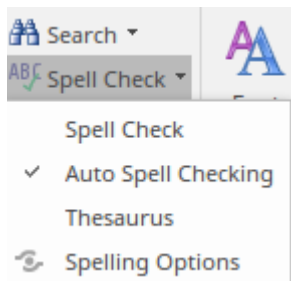 Search
ABC Spell Check
Spell Check
Auto Spell Checking
Thesaurus
Spelling Options